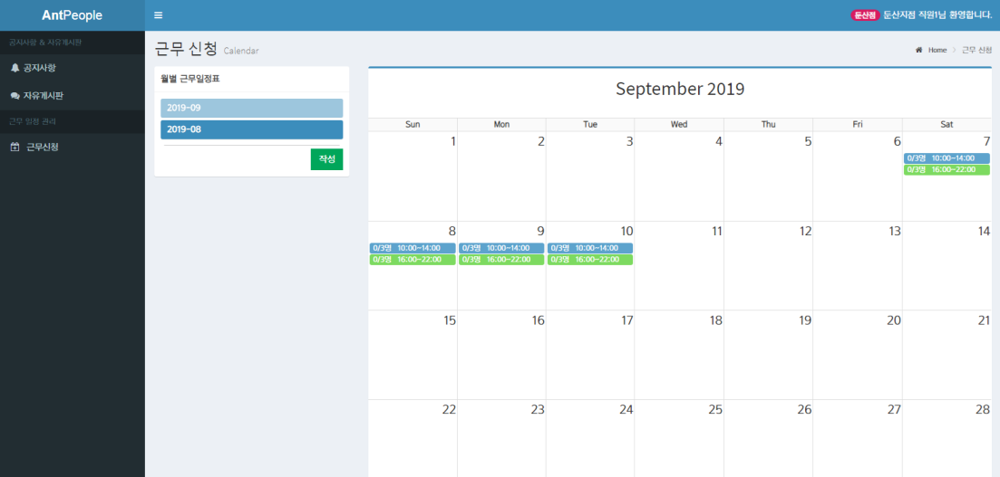 AntPeople
둔산점 둔산지점 직원1님 환영합니다.
공지사항 & 자유게시판
공지사항
자유게시판
근무 일정 관리
근무신청
근무 신청 Calendar
Home > 근무 신청
월별 근무일정표
2019-09
2019-08
작성
September 2019
Sun Mon Tue Wed Thu Fri Sat
1 2 3 4 5 6 7
0/3명 10:00~14:00
0/3명 16:00~22:00
8 9 10 11 12 13 14
0/3명 10:00~14:00 0/3명 10:00~14:00 0/3명 10:00~14:00
0/3명 16:00~22:00 0/3명 16:00~22:00 0/3명 16:00~22:00
15 16 17 18 19 20 21
22 23 24 25 26 27 28